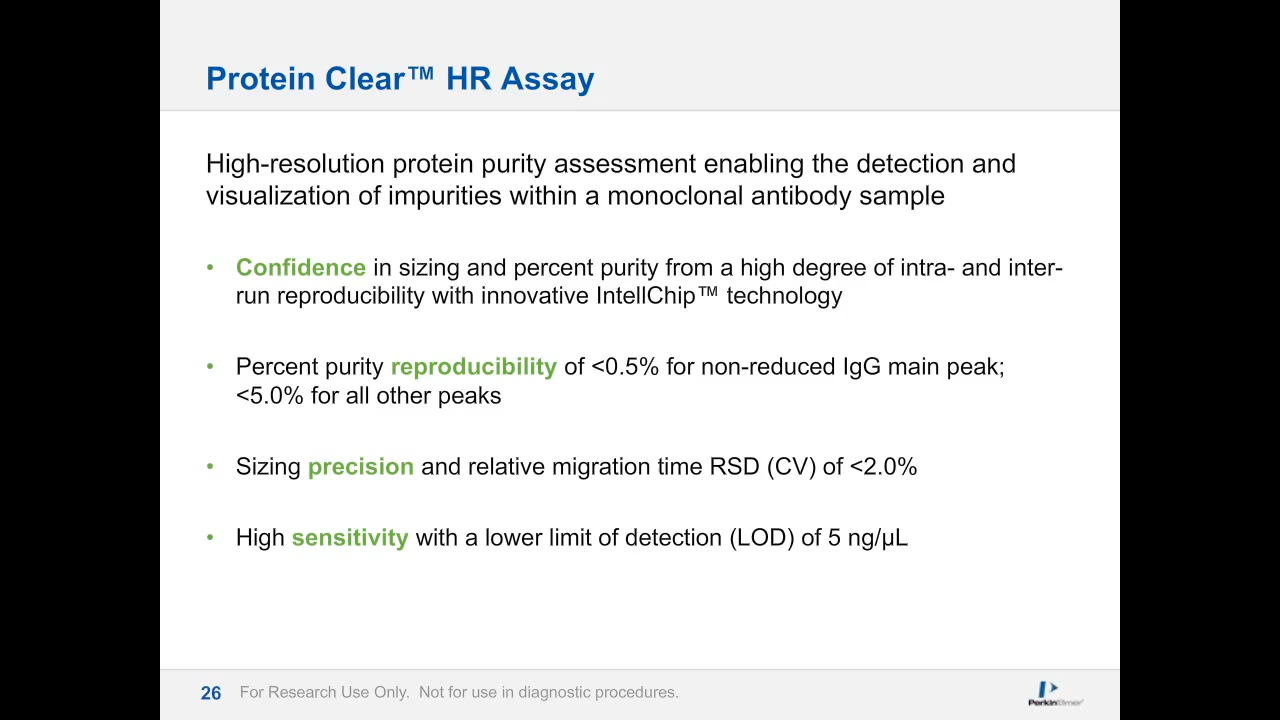 Protein Clear™ HR Assay
High-resolution protein purity assessment enabling the detection and
visualization of impurities within a monoclonal antibody sample
• Confidence in sizing and percent purity from a high degree of intra- and inter-
run reproducibility with innovative IntellChip™ technology
• Percent purity reproducibility of <0.5% for non-reduced IgG main peak;
<5.0% for all other peaks
• Sizing precision and relative migration time RSD (CV) of <2.0%
• High sensitivity with a lower limit of detection (LOD) of 5 ng/µL
26 For Research Use Only. Not for use in diagnostic procedures.
PerkinElmer